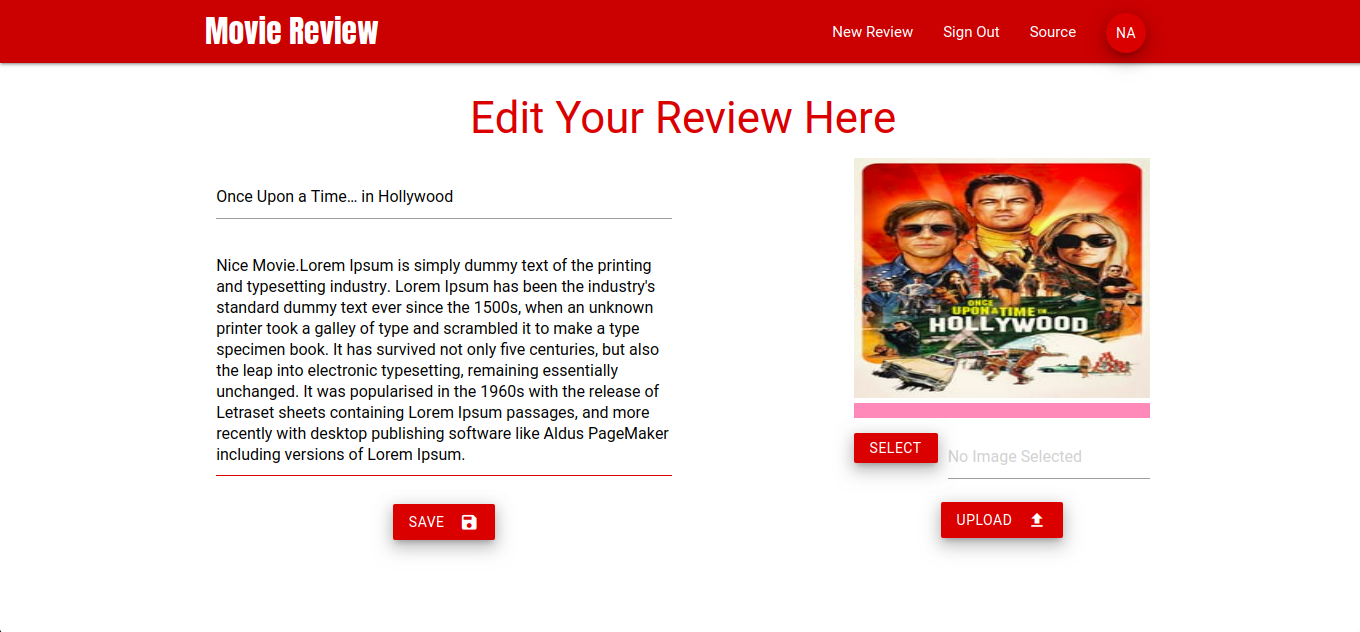 Movie Review
New Review
Sign Out
Source
NA
Edit Your Review Here
Once Upon a Time… in Hollywood
Nice Movie.Lorem Ipsum is simply dummy text of the printing
and typesetting industry. Lorem Ipsum has been the industry's
standard dummy text ever since the 1500s, when an unknown
printer took a galley of type and scrambled it to make a type
specimen book. It has survived not only five centuries, but also
the leap into electronic typesetting, remaining essentially
unchanged. It was popularised in the 1960s with the release of
Letraset sheets containing Lorem Ipsum passages, and more
recently with desktop publishing software like Aldus PageMaker
including versions of Lorem Ipsum.
SAVE
ONCE
UPON A TIME IN...
HOLLYWOOD
SELECT
No Image Selected
UPLOAD